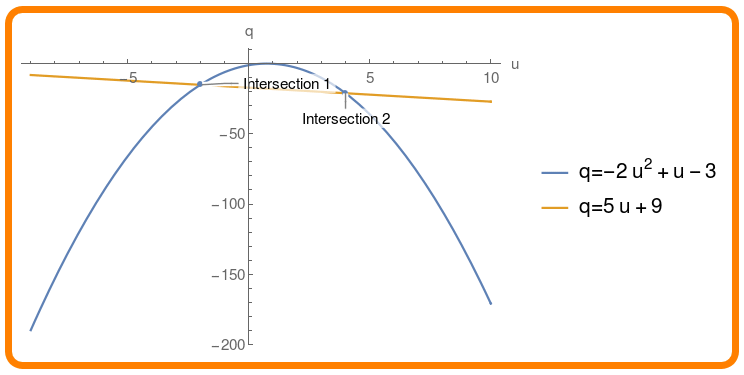 q
u
−5
5
10
Intersection 1
Intersection 2
−50
−100
−150
−200
q=−2 u² + u − 3
q=5 u + 9